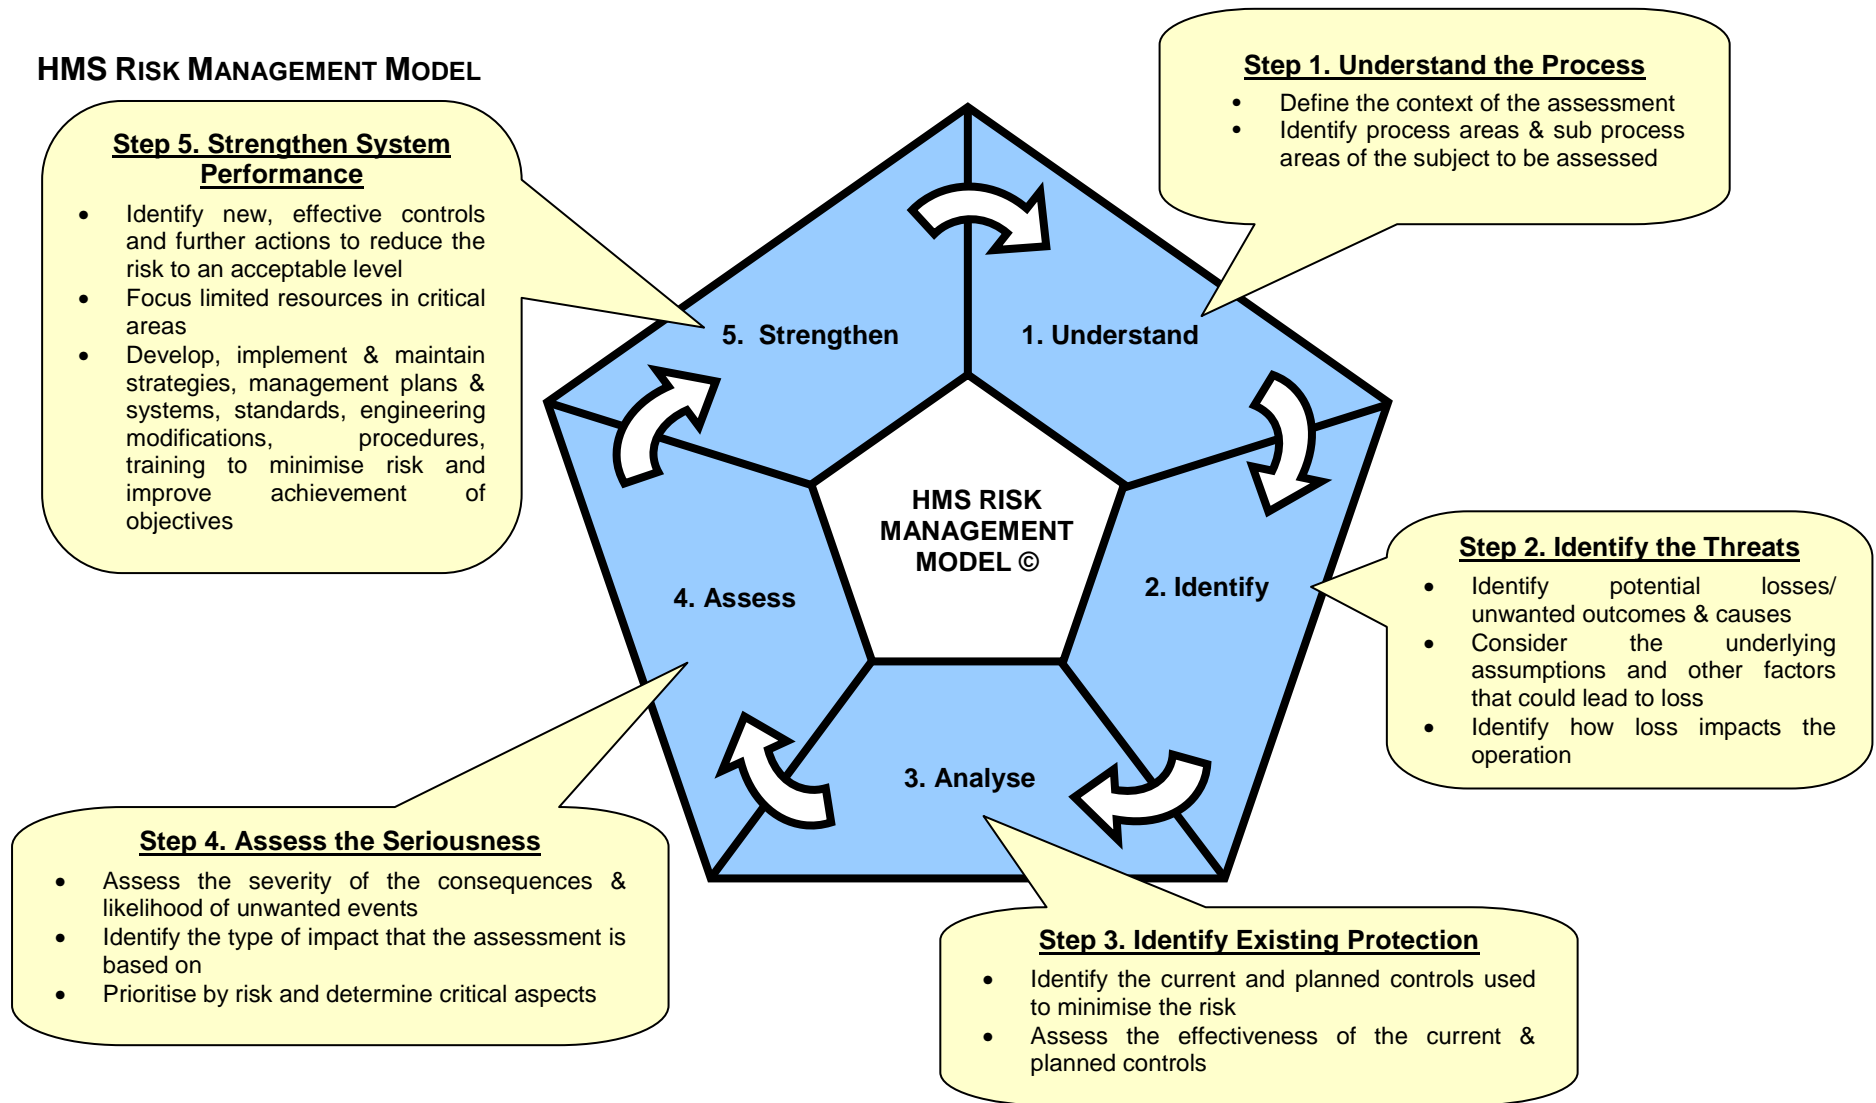 HMS RISK MANAGEMENT MODEL
Step 1. Understand the Process
• Define the context of the assessment
• Identify process areas & sub process
areas of the subject to be assessed
Step 5. Strengthen System
Performance
• Identify new, effective controls
and further actions to reduce the
risk to an acceptable level
• Focus limited resources in critical
areas
• Develop, implement & maintain
strategies, management plans &
systems, standards, engineering
modifications, procedures,
training to minimise risk and
improve achievement of
objectives
5. Strengthen
1. Understand
HMS RISK
MANAGEMENT
MODEL ©
4. Assess
2. Identify
3. Analyse
Step 2. Identify the Threats
• Identify potential losses/
unwanted outcomes & causes
• Consider the underlying
assumptions and other factors
that could lead to loss
• Identify how loss impacts the
operation
Step 4. Assess the Seriousness
• Assess the severity of the consequences &
likelihood of unwanted events
• Identify the type of impact that the assessment is
based on
• Prioritise by risk and determine critical aspects
Step 3. Identify Existing Protection
• Identify the current and planned controls used
to minimise the risk
• Assess the effectiveness of the current &
planned controls